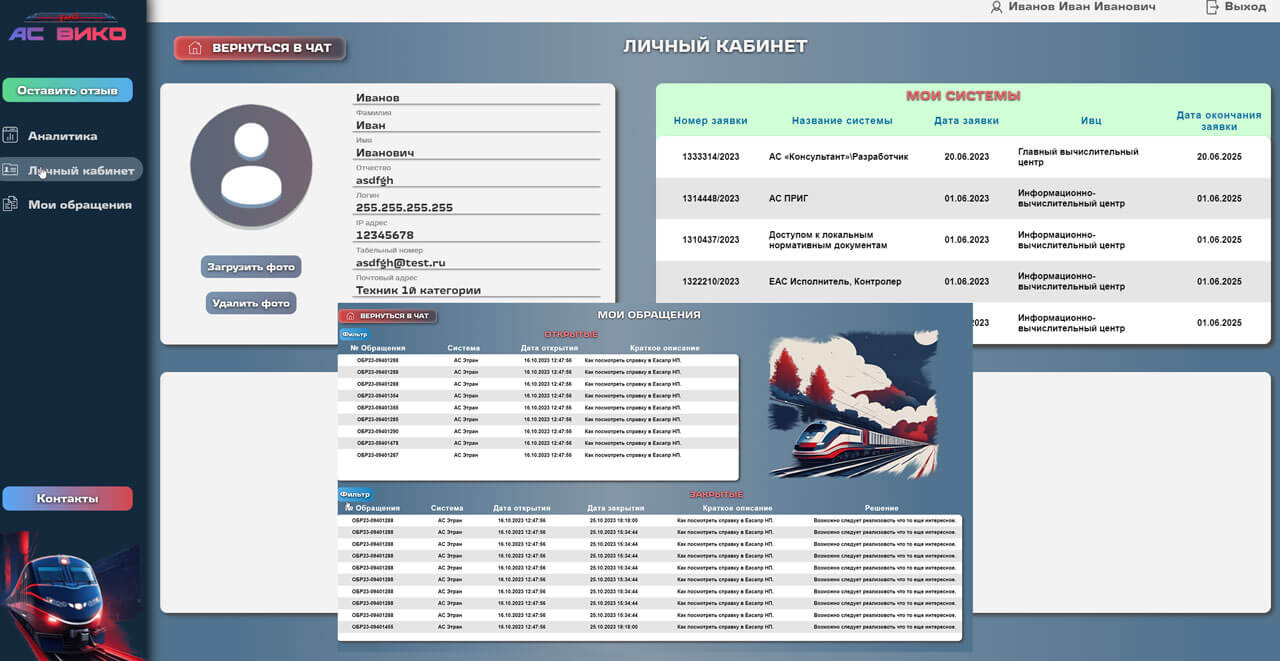 АС ВИКО
Иванов Иван Иванович
Выход
ВЕРНУТЬСЯ В ЧАТ
ЛИЧНЫЙ КАБИНЕТ
Оставить отзыв
Аналитика
Личный кабинет
Мои обращения
Контакты
Иванов
Фамилия
Иван
Имя
Иванович
Отчество
asdfgh
Логин
255.255.255.255
IP адрес
12345678
Табельный номер
asdfgh@test.ru
Почтовый адрес
Техник 1й категории
Загрузить фото
Удалить фото
МОИ СИСТЕМЫ
Номер заявки Название системы Дата заявки Ивц Дата окончания
заявки
1333314/2023 АС «Консультант»\Разработчик 20.06.2023 Главный вычислительный
центр 20.06.2025
1314448/2023 АС ПРИГ 01.06.2023 Информационно-
вычислительный центр 01.06.2025
1310437/2023 Доступом к локальным
нормативным документам 01.06.2023 Информационно-
вычислительный центр 01.06.2025
1322210/2023 ЕАС Исполнитель, Контролер 01.06.2023 Информационно-
вычислительный центр 01.06.2025
2023 Информационно-
вычислительный центр 01.06.2025
ВЕРНУТЬСЯ В ЧАТ
МОИ ОБРАЩЕНИЯ
Фильтр
ОТКРЫТЫЕ
№ Обращения Система Дата открытия Краткое описание
ОБР23-09401288 АС Этран 16.10.2023 12:47:56 Как посмотреть справку в Еасапр НП.
ОБР23-09401288 АС Этран 16.10.2023 12:47:56 Как посмотреть справку в Еасапр НП.
ОБР23-09401288 АС Этран 16.10.2023 12:47:56 Как посмотреть справку в Еасапр НП.
ОБР23-09401354 АС Этран 16.10.2023 12:47:56 Как посмотреть справку в Еасапр НП.
ОБР23-09401355 АС Этран 16.10.2023 12:47:56 Как посмотреть справку в Еасапр НП.
ОБР23-09401285 АС Этран 16.10.2023 12:47:56 Как посмотреть справку в Еасапр НП.
ОБР23-09401290 АС Этран 16.10.2023 12:47:56 Как посмотреть справку в Еасапр НП.
ОБР23-09401478 АС Этран 16.10.2023 12:47:56 Как посмотреть справку в Еасапр НП.
ОБР23-09401287 АС Этран 16.10.2023 12:47:56 Как посмотреть справку в Еасапр НП.
Фильтр
ЗАКРЫТЫЕ
№ Обращения Система Дата открытия Дата закрытия Краткое описание Решение
ОБР23-09401288 АС Этран 16.10.2023 12:47:56 25.10.2023 18:18:00 Как посмотреть справку в Еасапр НП. Возможно следует реализовать что то еще интересное.
ОБР23-09401288 АС Этран 16.10.2023 12:47:56 25.10.2023 15:34:44 Как посмотреть справку в Еасапр НП. Возможно следует реализовать что то еще интересное.
ОБР23-09401288 АС Этран 16.10.2023 12:47:56 25.10.2023 15:34:44 Как посмотреть справку в Еасапр НП. Возможно следует реализовать что то еще интересное.
ОБР23-09401288 АС Этран 16.10.2023 12:47:56 25.10.2023 15:34:44 Как посмотреть справку в Еасапр НП. Возможно следует реализовать что то еще интересное.
ОБР23-09401288 АС Этран 16.10.2023 12:47:56 25.10.2023 15:34:44 Как посмотреть справку в Еасапр НП. Возможно следует реализовать что то еще интересное.
ОБР23-09401288 АС Этран 16.10.2023 12:47:56 25.10.2023 15:34:44 Как посмотреть справку в Еасапр НП. Возможно следует реализовать что то еще интересное.
ОБР23-09401288 АС Этран 16.10.2023 12:47:56 25.10.2023 15:34:44 Как посмотреть справку в Еасапр НП. Возможно следует реализовать что то еще интересное.
ОБР23-09401288 АС Этран 16.10.2023 12:47:56 25.10.2023 15:34:44 Как посмотреть справку в Еасапр НП. Возможно следует реализовать что то еще интересное.
ОБР23-09401288 АС Этран 16.10.2023 12:47:56 25.10.2023 15:34:44 Как посмотреть справку в Еасапр НП. Возможно следует реализовать что то еще интересное.
ОБР23-09401455 АС Этран 16.10.2023 12:47:56 25.10.2023 18:18:00 Как посмотреть справку в Еасапр НП. Возможно следует реализовать что то еще интересное.